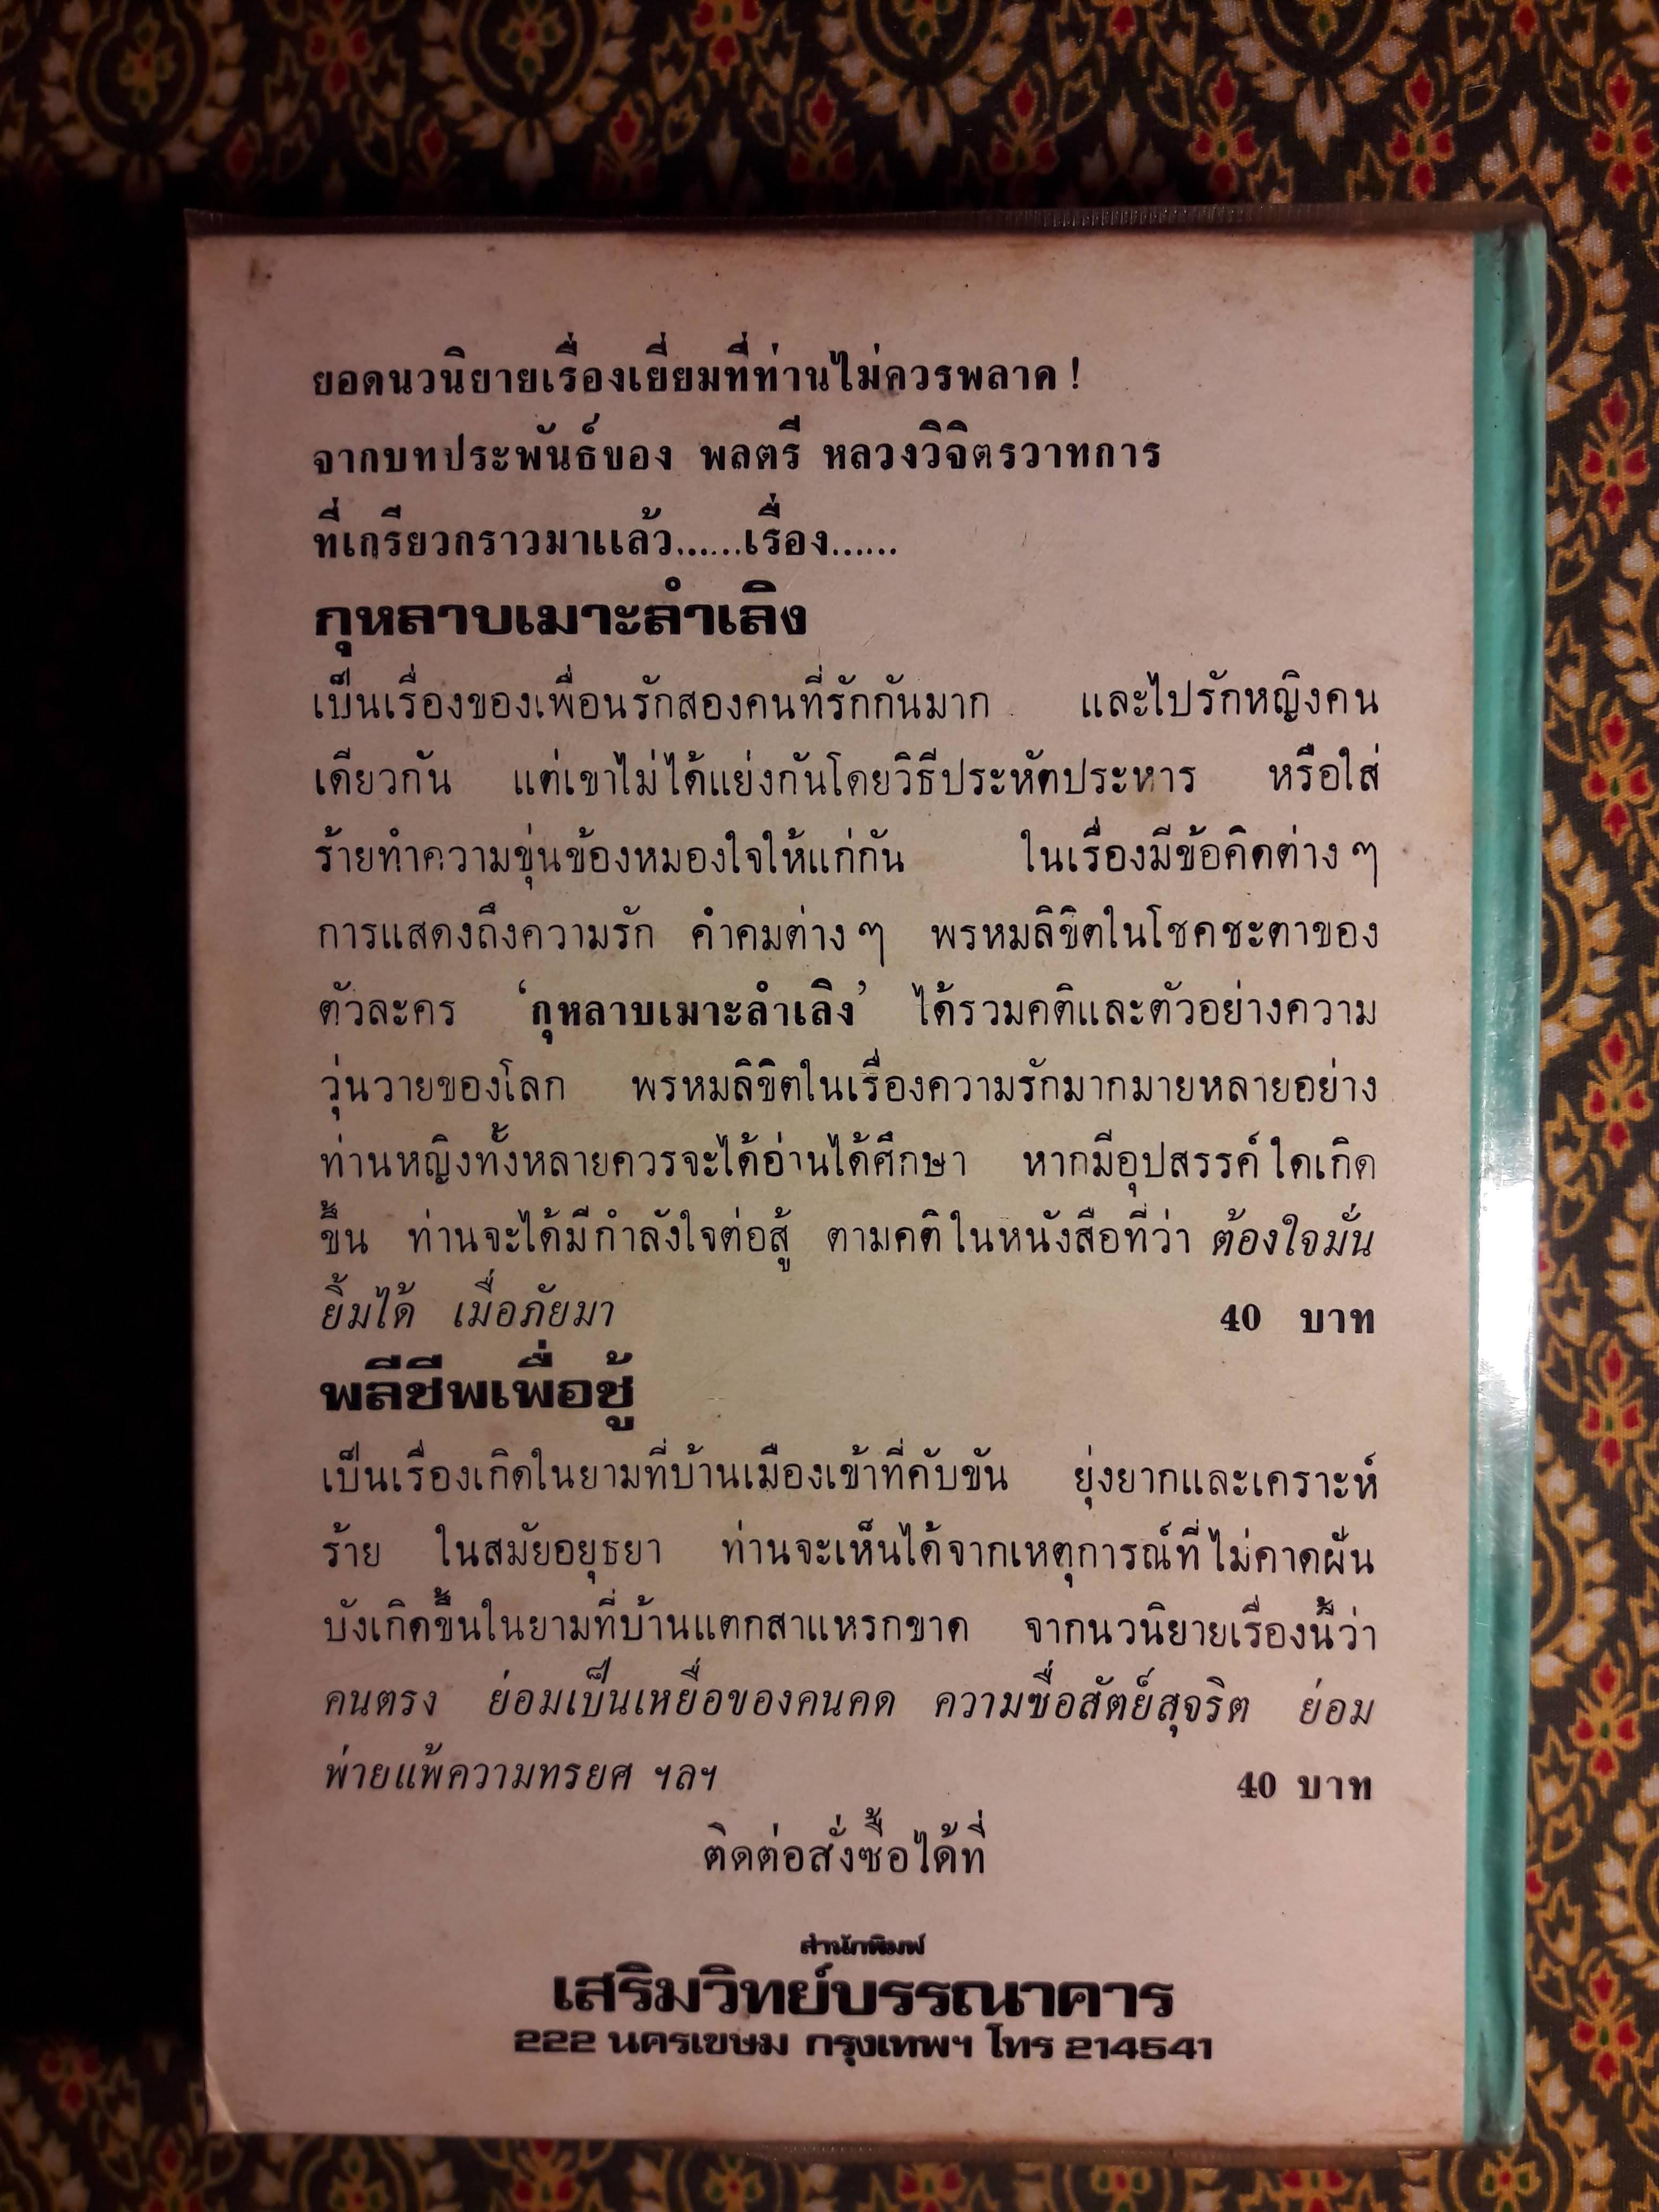 ยอดนวนิยายเรื่องเยี่ยมที่ท่านไม่ควรพลาด !
จากบทประพันธ์ของ พลตรี หลวงวิจิตรวาทการ
ที่เกรียวกราวมาแล้ว......เรื่อง......
กุหลาบเมาะลำเลิง
เป็นเรื่องของเพื่อนรักสองคนที่รักกันมาก และไปรักหญิงคน
เดียวกัน แต่เขาไม่ได้แย่งกันโดยวิธีประหัตประหาร หรือใส่
ร้ายทำความขุ่นข้องหมองใจให้แก่กัน ในเรื่องมีข้อคิดต่าง ๆ
การแสดงถึงความรัก คำคมต่าง ๆ พรหมลิขิตในโชคชะตาของ
ตัวละคร ‘กุหลาบเมาะลำเลิง’ ได้รวมคติและตัวอย่างความ
วุ่นวายของโลก พรหมลิขิตในเรื่องความรักมากมายหลายอย่าง
ท่านหญิงทั้งหลายควรจะได้อ่านได้ศึกษา หากมีอุปสรรค์ใดเกิด
ขึ้น ท่านจะได้มีกำลังใจต่อสู้ ตามคติในหนังสือที่ว่า ต้องใจมั่น
ยิ้มได้ เมื่อภัยมา 40 บาท
พลีชีพเพื่อชู้
เป็นเรื่องเกิดในยามที่บ้านเมืองเข้าที่คับขัน ยุ่งยากและเคราะห์
ร้าย ในสมัยอยุธยา ท่านจะเห็นได้จากเหตุการณ์ที่ไม่คาดฝัน
บังเกิดขึ้นในยามที่บ้านแตกสาแหรกขาด จากนวนิยายเรื่องนี้ว่า
คนตรง ย่อมเป็นเหยื่อของคนคด ความซื่อสัตย์สุจริต ย่อม
พ่ายแพ้ความทรยศ ฯลฯ 40 บาท
ติดต่อสั่งซื้อได้ที่
สำนักพิมพ์
เสริมวิทย์บรรณาคาร
222 นครเขษม กรุงเทพฯ โทร 214541